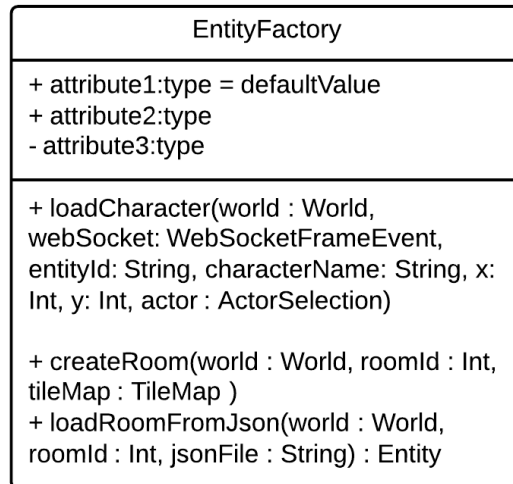 EntityFactory
+ attribute1:type = defaultValue
+ attribute2:type
- attribute3:type
+ loadCharacter(world : World,
webSocket: WebSocketFrameEvent,
entityId: String, characterName: String, x:
Int, y: Int, actor : ActorSelection)
+ createRoom(world : World, roomId : Int,
tileMap : TileMap )
+ loadRoomFromJson(world : World,
roomId : Int, jsonFile : String) : Entity